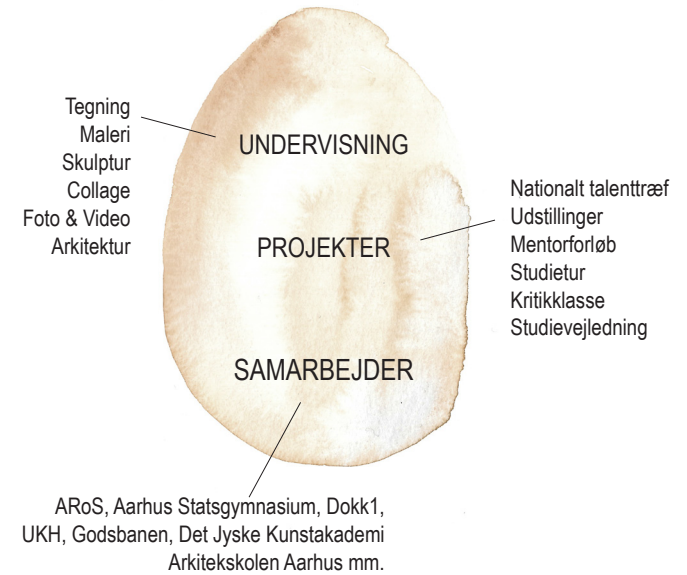 Tegning
Maleri
Skulptur
Collage
Foto & Video
Arkitektur
UNDERVISNING
PROJEKTER
Nationalt talenttræf
Udstillinger
Mentorforløb
Studietur
Kritikklasse
Studievejledning
SAMARBEJDER
ARoS, Aarhus Statsgymnasium, Dokk1,
UKH, Godsbanen, Det Jyske Kunstakademi
Arkitekskolen Aarhus mm.